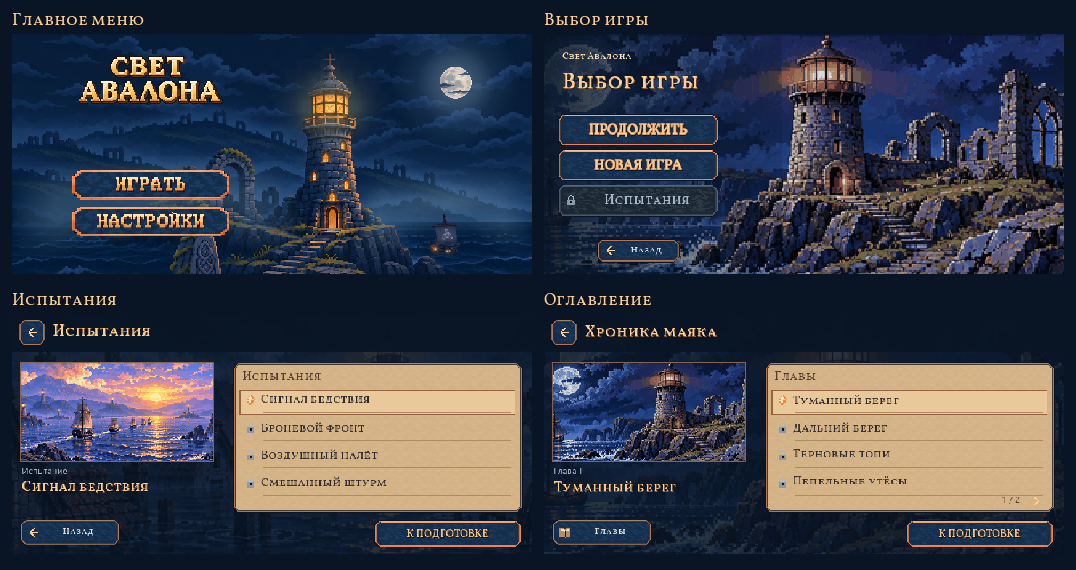 Главное меню
СВЕТ
АВАЛОНА
ИГРАТЬ
НАСТРОЙКИ
Выбор игры
Свет Авалона
Выбор игры
ПРОДОЛЖИТЬ
НОВАЯ ИГРА
Испытания
Назад
Испытания
Испытания
Испытание
Сигнал бедствия
Испытания
Сигнал бедствия
Броневой фронт
Воздушный налёт
Смешанный штурм
Назад
К ПОДГОТОВКЕ
Оглавление
Хроника маяка
Глава I
Туманный берег
Главы
Туманный берег
Дальний берег
Терновые топи
Пепельные утёсы
1 / 2
Главы
К ПОДГОТОВКЕ